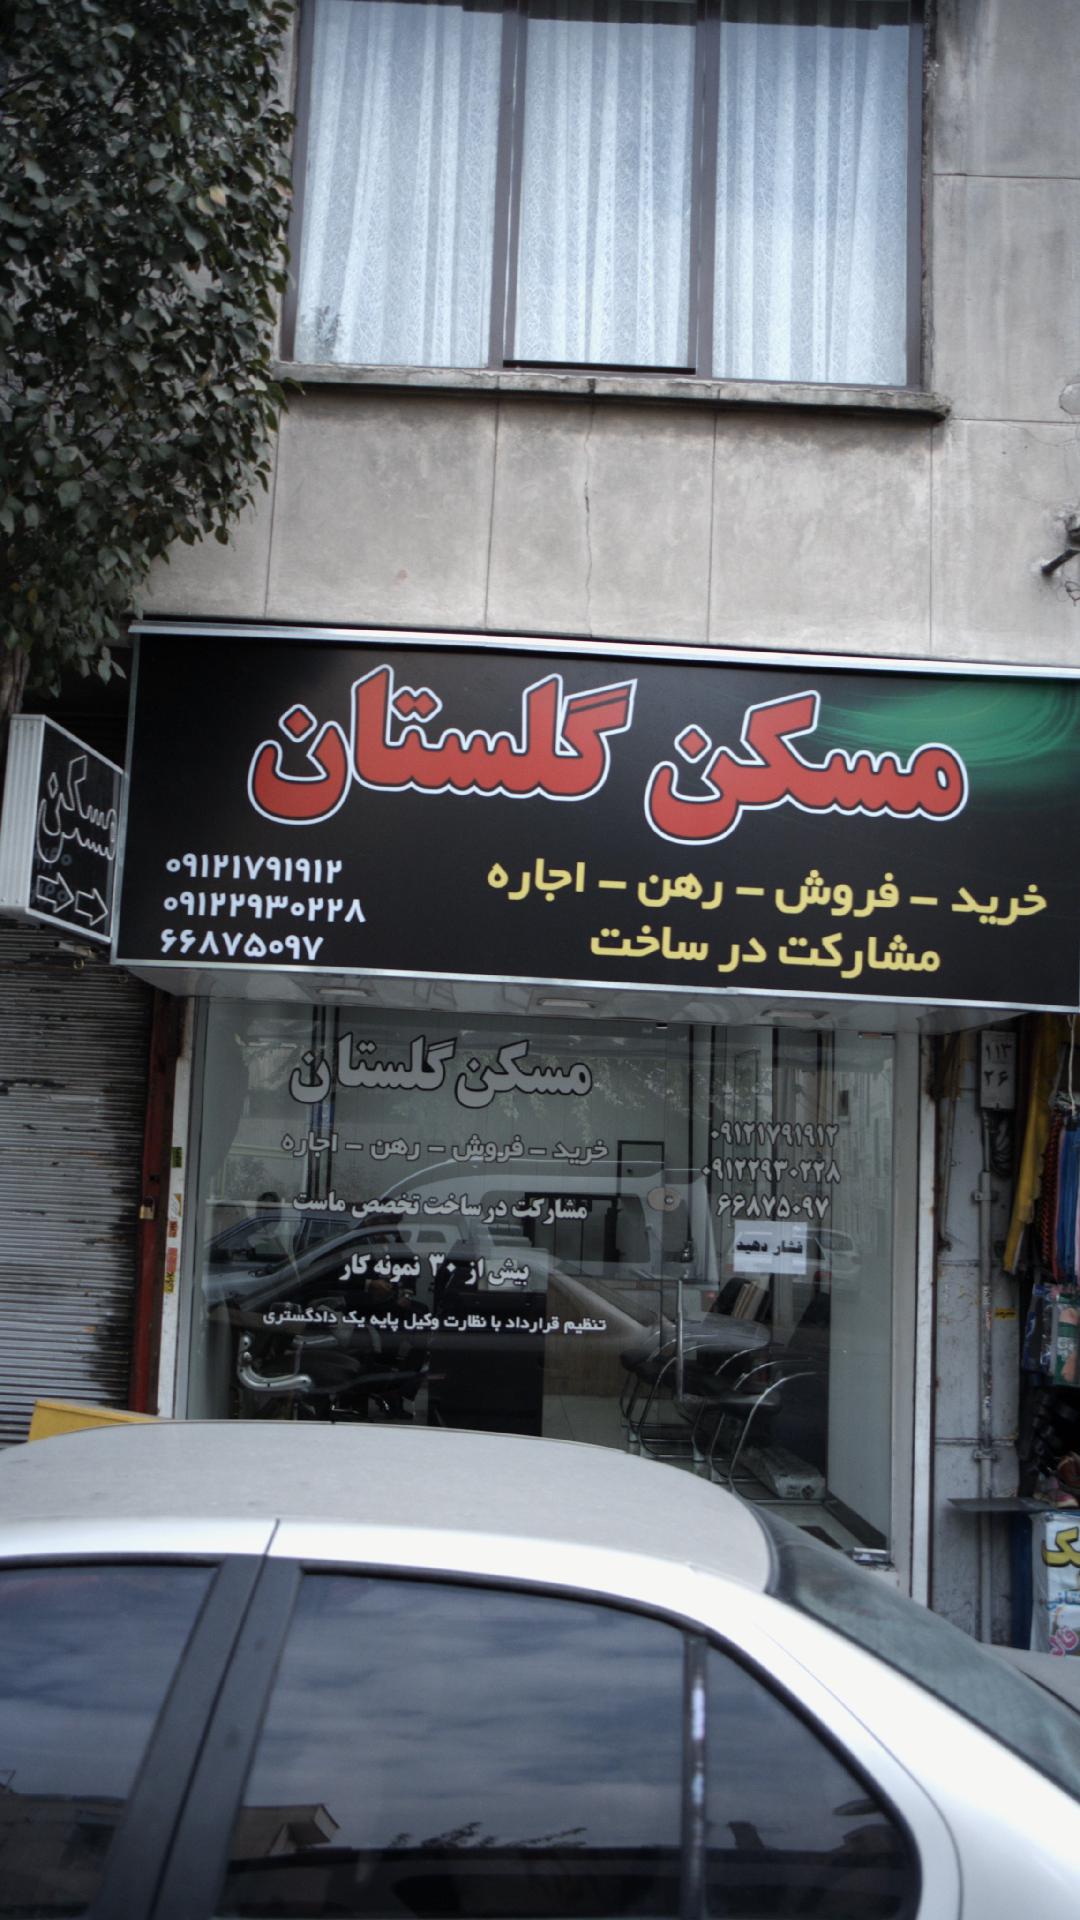 مسکن گلستان
خرید – فروش – رهن – اجاره
مشارکت در ساخت
۰۹۱۲۱۷۹۱۹۱۲
۰۹۱۲۲۹۳۰۲۲۸
۶۶۸۷۵۰۹۷
مسکن
مسکن گلستان
خرید – فروش – رهن – اجاره
مشارکت در ساخت تخصص ماست
بیش از ۳۰ نمونه کار
تنظیم قرارداد با نظارت وکیل پایه یک دادگستری
۰۹۱۲۱۷۹۱۹۱۲
۰۹۱۲۲۹۳۰۲۲۸
۶۶۸۷۵۰۹۷
فشار دهید
۱۱۳
۲۶